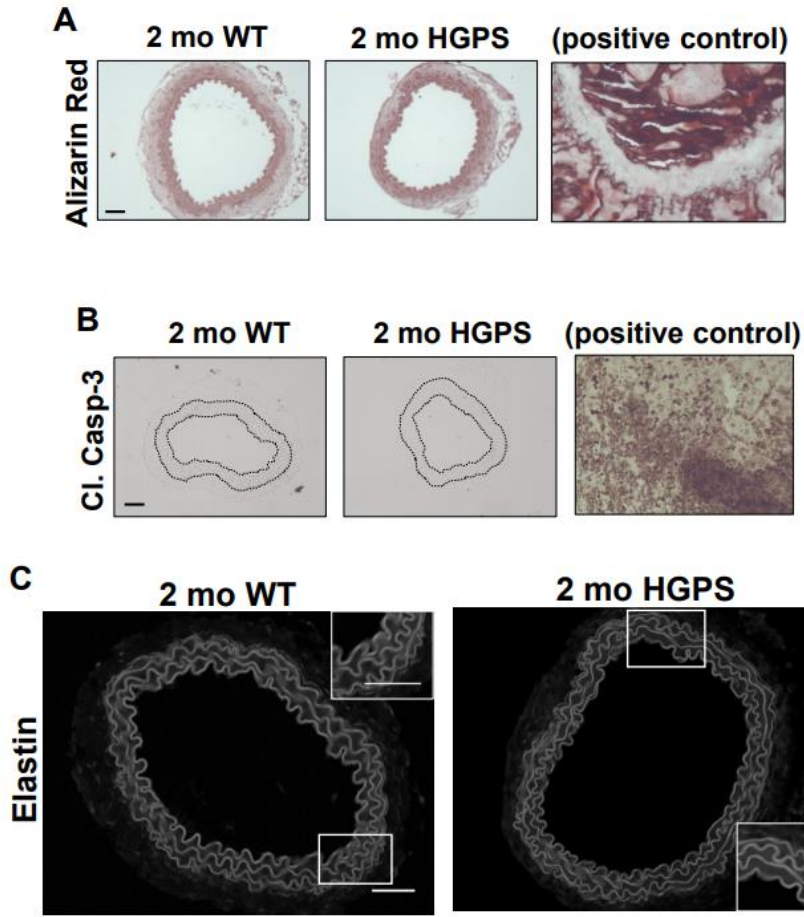 A
2 mo WT
2 mo HGPS
(positive control)
Alizarin Red
B
2 mo WT
2 mo HGPS
(positive control)
Cl. Casp-3
C
2 mo WT
2 mo HGPS
Elastin